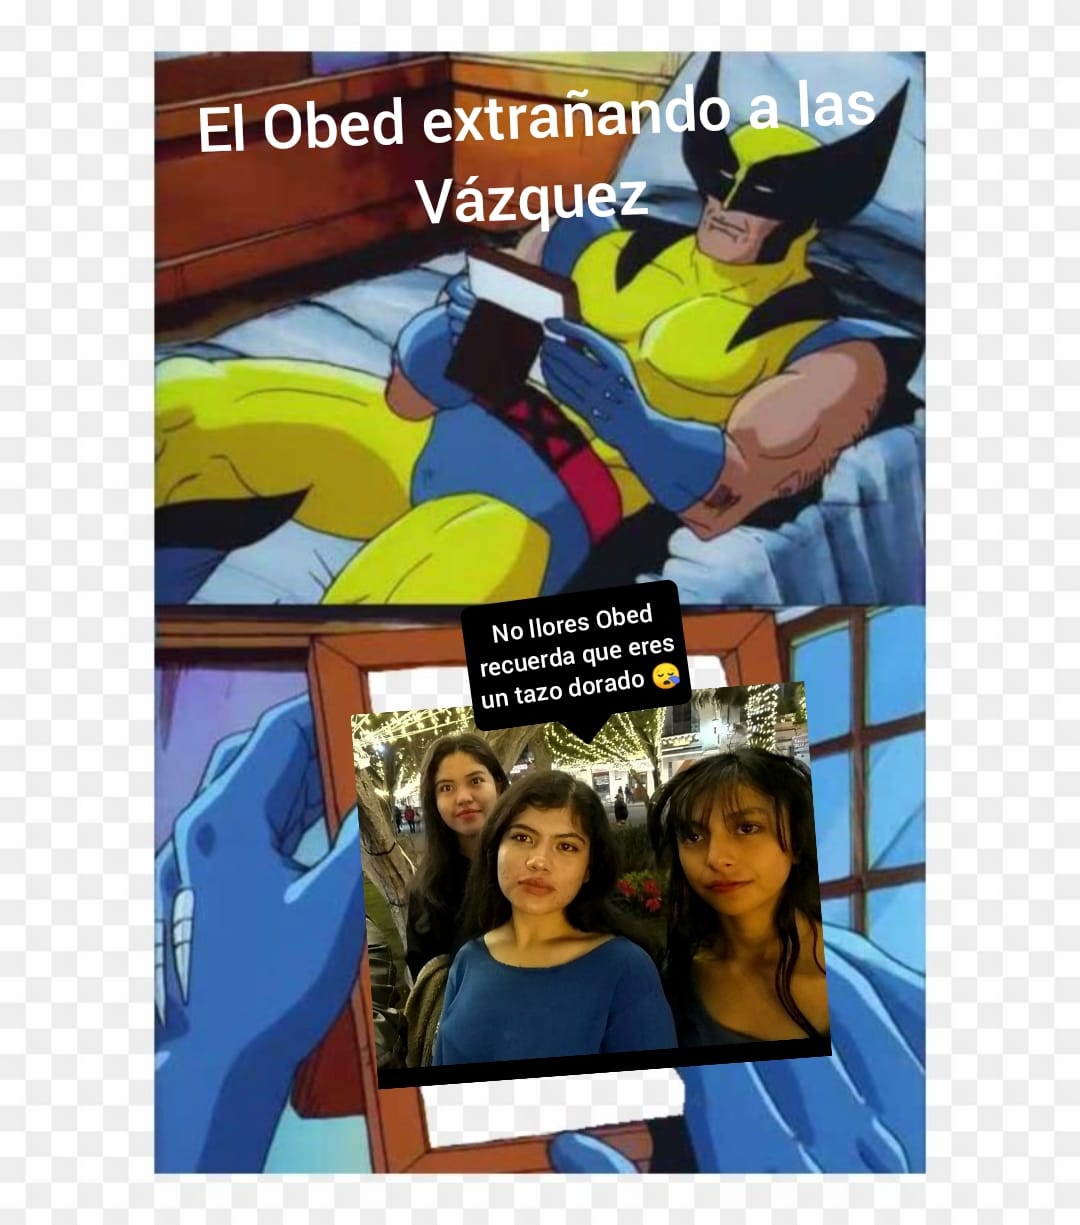 El Obed extrañando a las
Vázquez
No llores Obed
recuerda que eres
un tazo dorado 😪